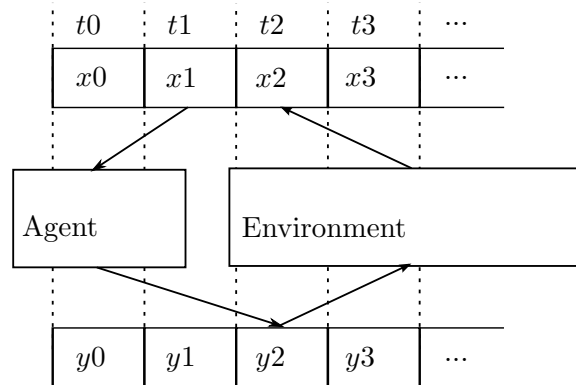 t0 t1 t2 t3 ...
x0 x1 x2 x3 ...
Agent Environment
y0 y1 y2 y3 ...